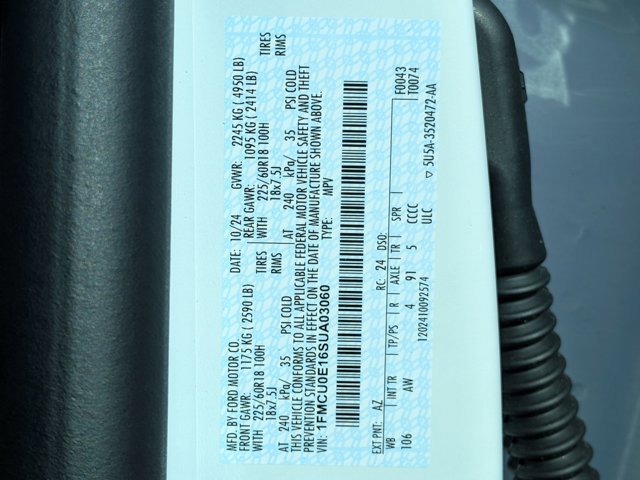 MFD. BY FORD MOTOR CO. DATE: 10/24 GVWR: 2245 KG ( 4950 LB)
FRONT GAWR: 1175 KG ( 2590 LB) REAR GAWR: 1095 KG ( 2414 LB)
WITH 225/60R18 100H TIRES WITH 225/60R18 100H TIRES
18x7.5J RIMS 18x7.5J RIMS
AT 240 kPa/ 35 PSI COLD AT 240 kPa/ 35 PSI COLD
THIS VEHICLE CONFORMS TO ALL APPLICABLE FEDERAL MOTOR VEHICLE SAFETY AND THEFT
PREVENTION STANDARDS IN EFFECT ON THE DATE OF MANUFACTURE SHOWN ABOVE.
VIN: 1FMCU0E16SUA03060 TYPE: MPV
EXT PNT: AZ RC: 24 DSO: F0043
WB INT TR TP/PS R AXLE TR SPR T0074
106 AW 4 91 5 CCCC
ULC
1202410092574 ▽ 5U5A-3520472-AA